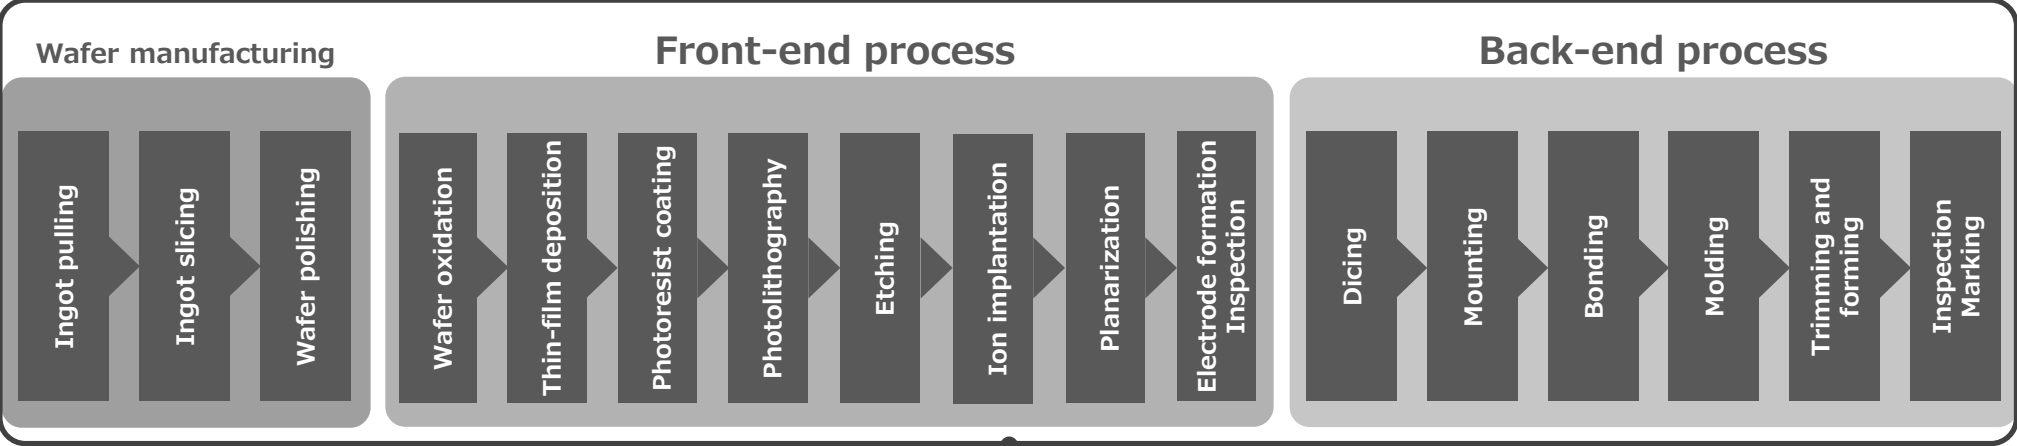 Wafer manufacturing
Front-end process
Back-end process
Ingot pulling
Ingot slicing
Wafer polishing
Wafer oxidation
Thin-film deposition
Photoresist coating
Photolithography
Etching
Ion implantation
Planarization
Electrode formation
Inspection
Dicing
Mounting
Bonding
Molding
Trimming and
forming
Inspection
Marking